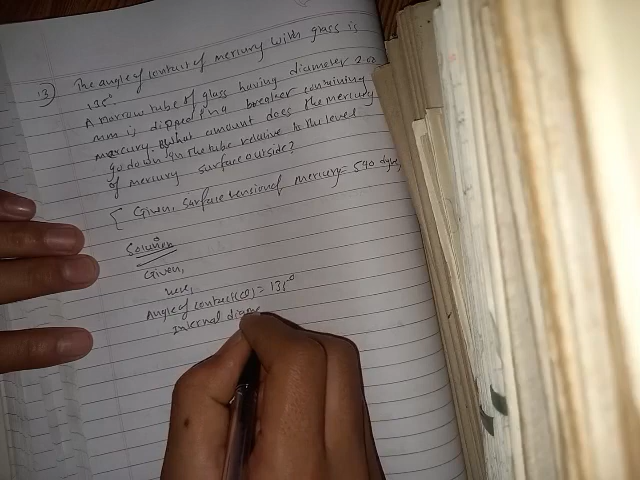 13) The angle of contact of mercury with glass is
135°.
A narrow tube of glass having diameter 2.00
mm is dipped in a breaker containing
mercury. By what amount does the mercury
go down in the tube relative to the level
of mercury surface outside?
[ Given, surface tension of mercury = 540 dyne
Solution
Given,
here,
Angle of contact(θ) = 135°
Internal diame